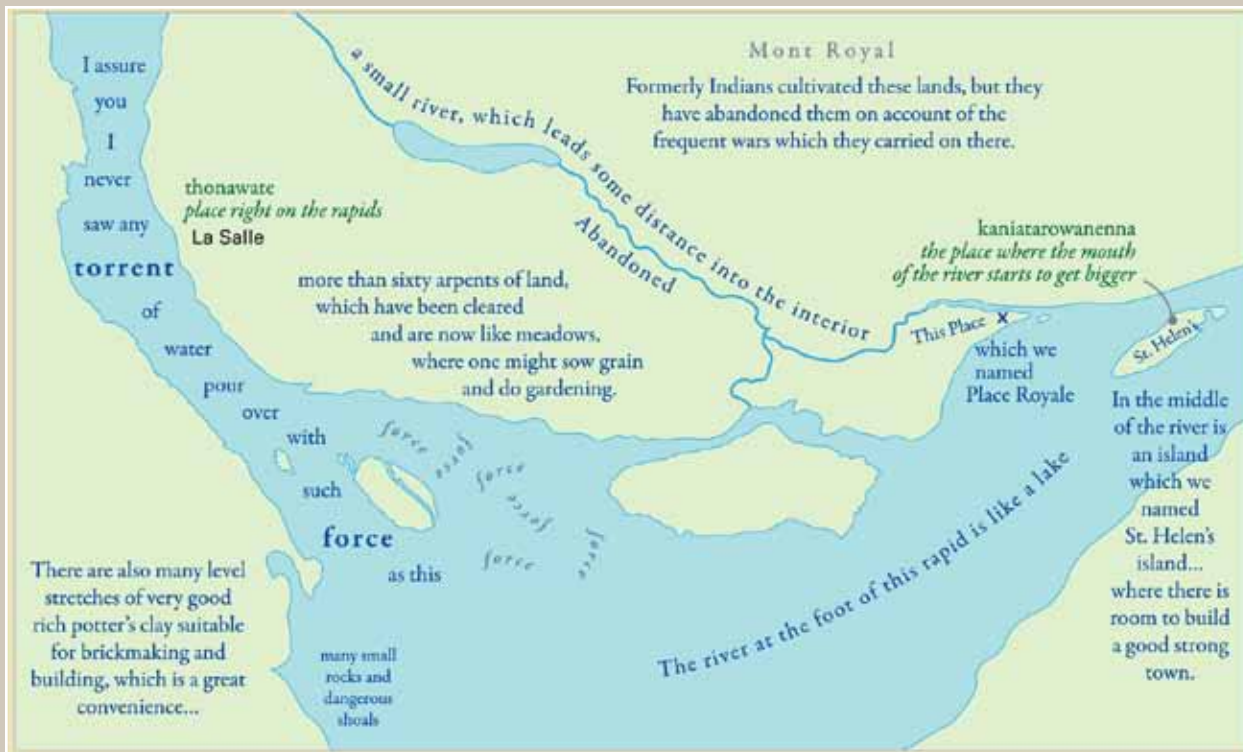 I assure
you
I
never
saw any
torrent
of
water
pour
over
with
such
force
as this
force
force
force
force
force
force
many small
rocks and
dangerous
shoals
There are also many level
stretches of very good
rich potter's clay suitable
for brickmaking and
building, which is a great
convenience...
thonawate
place right on the rapids
La Salle
more than sixty arpents of land,
which have been cleared
and are now like meadows,
where one might sow grain
and do gardening.
a small river, which leads some distance into the interior
Abandoned
Mont Royal
Formerly Indians cultivated these lands, but they
have abandoned them on account of the
frequent wars which they carried on there.
kaniatarowanenna
the place where the mouth
of the river starts to get bigger
This Place x
which we
named
Place Royale
St. Helen's
In the middle
of the river is
an island
which we
named
St. Helen's
island...
where there is
room to build
a good strong
town.
The river at the foot of this rapid is like a lake